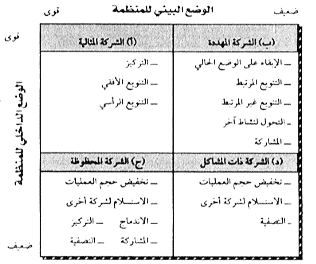 الوضع البيئي للمنظمة
قوى
ضعيف
قوى
الوضع الداخلي للمنظمة
ضعيف
(أ) الشركة المثالية
ـ التركيز
ـ التنويع الأفقي
ـ التنويع الرأسي
(ب) الشركة المهددة
ـ الإبقاء على الوضع الحالي
ـ التنويع المرتبط
ـ التنويع غير المرتبط
ـ التحول لنشاط آخر
ـ المشاركة
(ج) الشركة المحظوظة
ـ تخفيض حجم العمليات
ـ الاستسلام لشركة أخرى
ـ الاندماج ـ التركيز
ـ المشاركة ـ التصفية
(د) الشركة ذات المشاكل
ـ تخفيض حجم العمليات
ـ الاستسلام لشركة أخرى
ـ التصفية